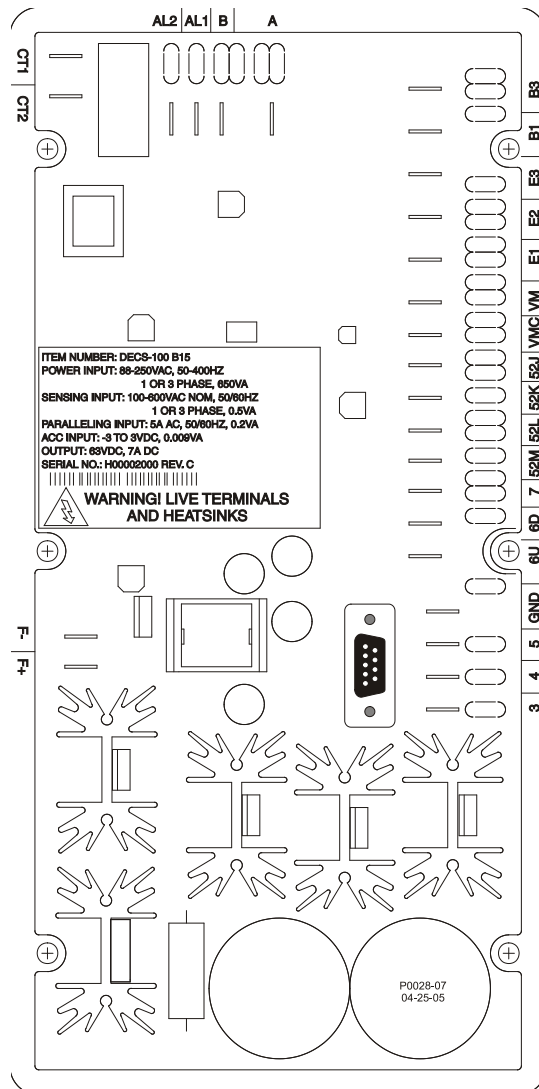 AL2 AL1 B A
CT1
CT2
B3
B1
E3
E2
E1
VM
VMC
52J
52K
52L
52M
7
6D
6U
GND
5
4
3
ITEM NUMBER: DECS-100 B15
POWER INPUT: 88-250VAC, 50-400HZ
1 OR 3 PHASE, 650VA
SENSING INPUT: 100-600VAC NOM, 50/60HZ
1 OR 3 PHASE, 0.5VA
PARALLELING INPUT: 5A AC, 50/60HZ, 0.2VA
ACC INPUT: -3 TO 3VDC, 0.009VA
OUTPUT: 63VDC, 7A DC
SERIAL NO.: H00002000 REV. C
WARNING! LIVE TERMINALS
AND HEATSINKS
F-
F+
P0028-07
04-25-05